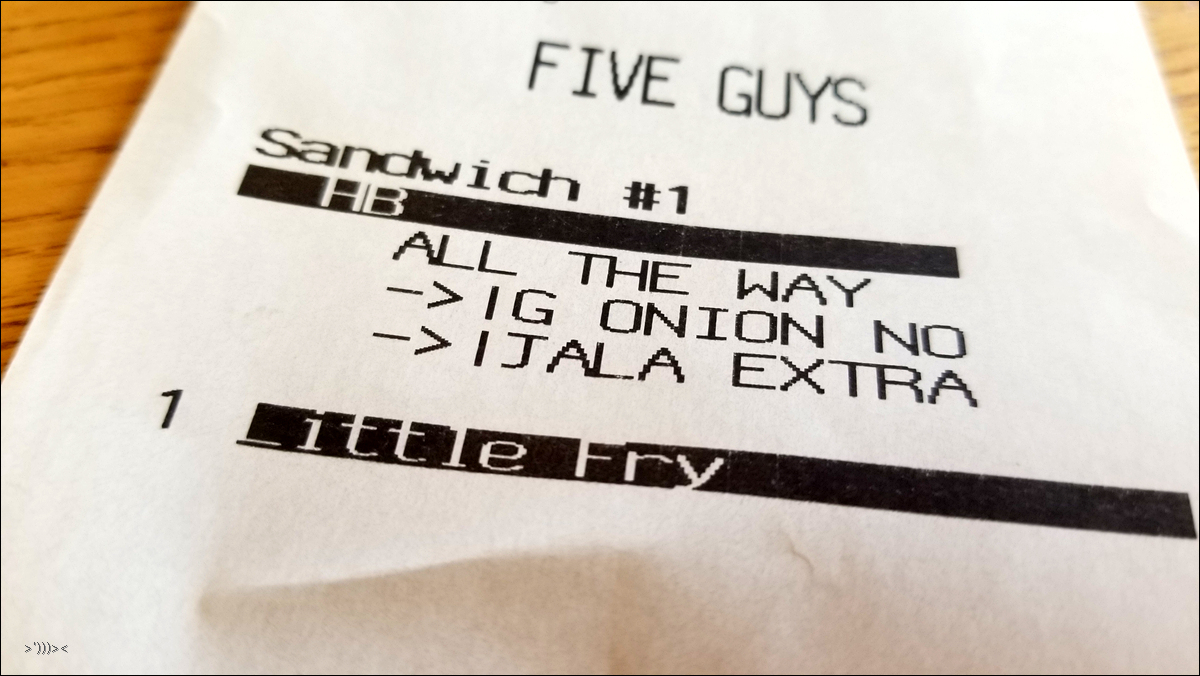 FIVE GUYS
Sandwich #1
HB
ALL THE WAY
->|G ONION NO
->|JALA EXTRA
1 Little Fry
>')))><